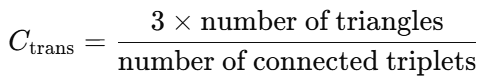 C_trans = 3 × number of triangles / number of connected triplets